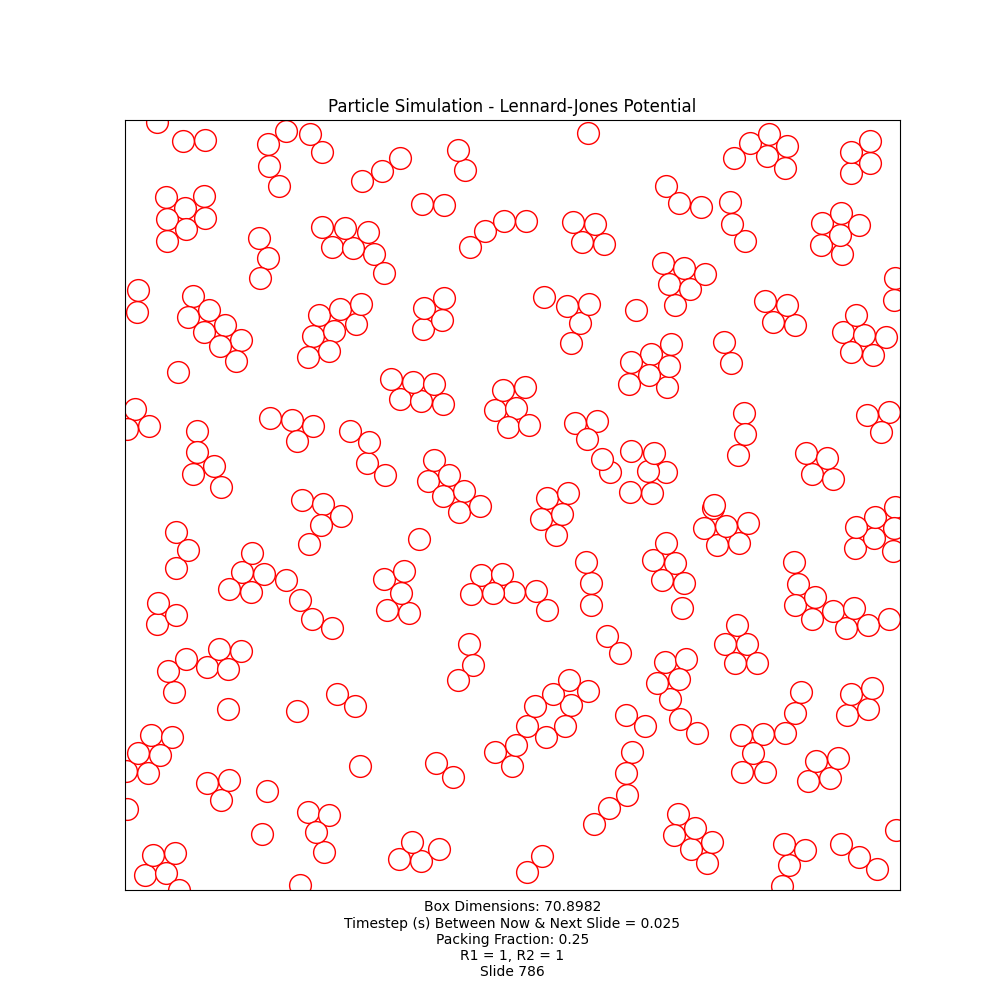 Particle Simulation - Lennard-Jones Potential
Box Dimensions: 70.8982
Timestep (s) Between Now & Next Slide = 0.025
Packing Fraction: 0.25
R1 = 1, R2 = 1
Slide 786